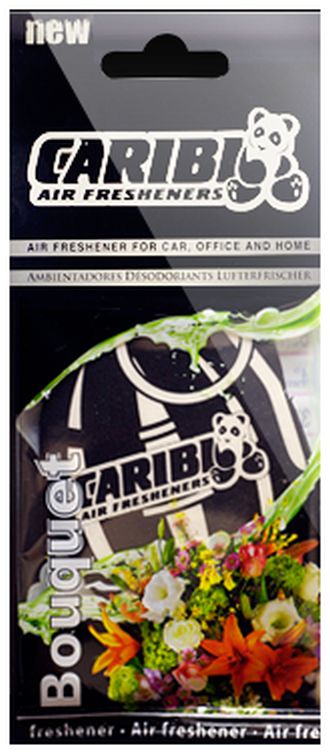 new
CARIBI
AIR FRESHENERS
AIR FRESHENER FOR CAR, OFFICE AND HOME
AMBIENTADORES DESODORIANTS LUFTERFRISCHER
CARIBI
AIR FRESHENERS
Bouquet
freshener • Air freshener • Air fre